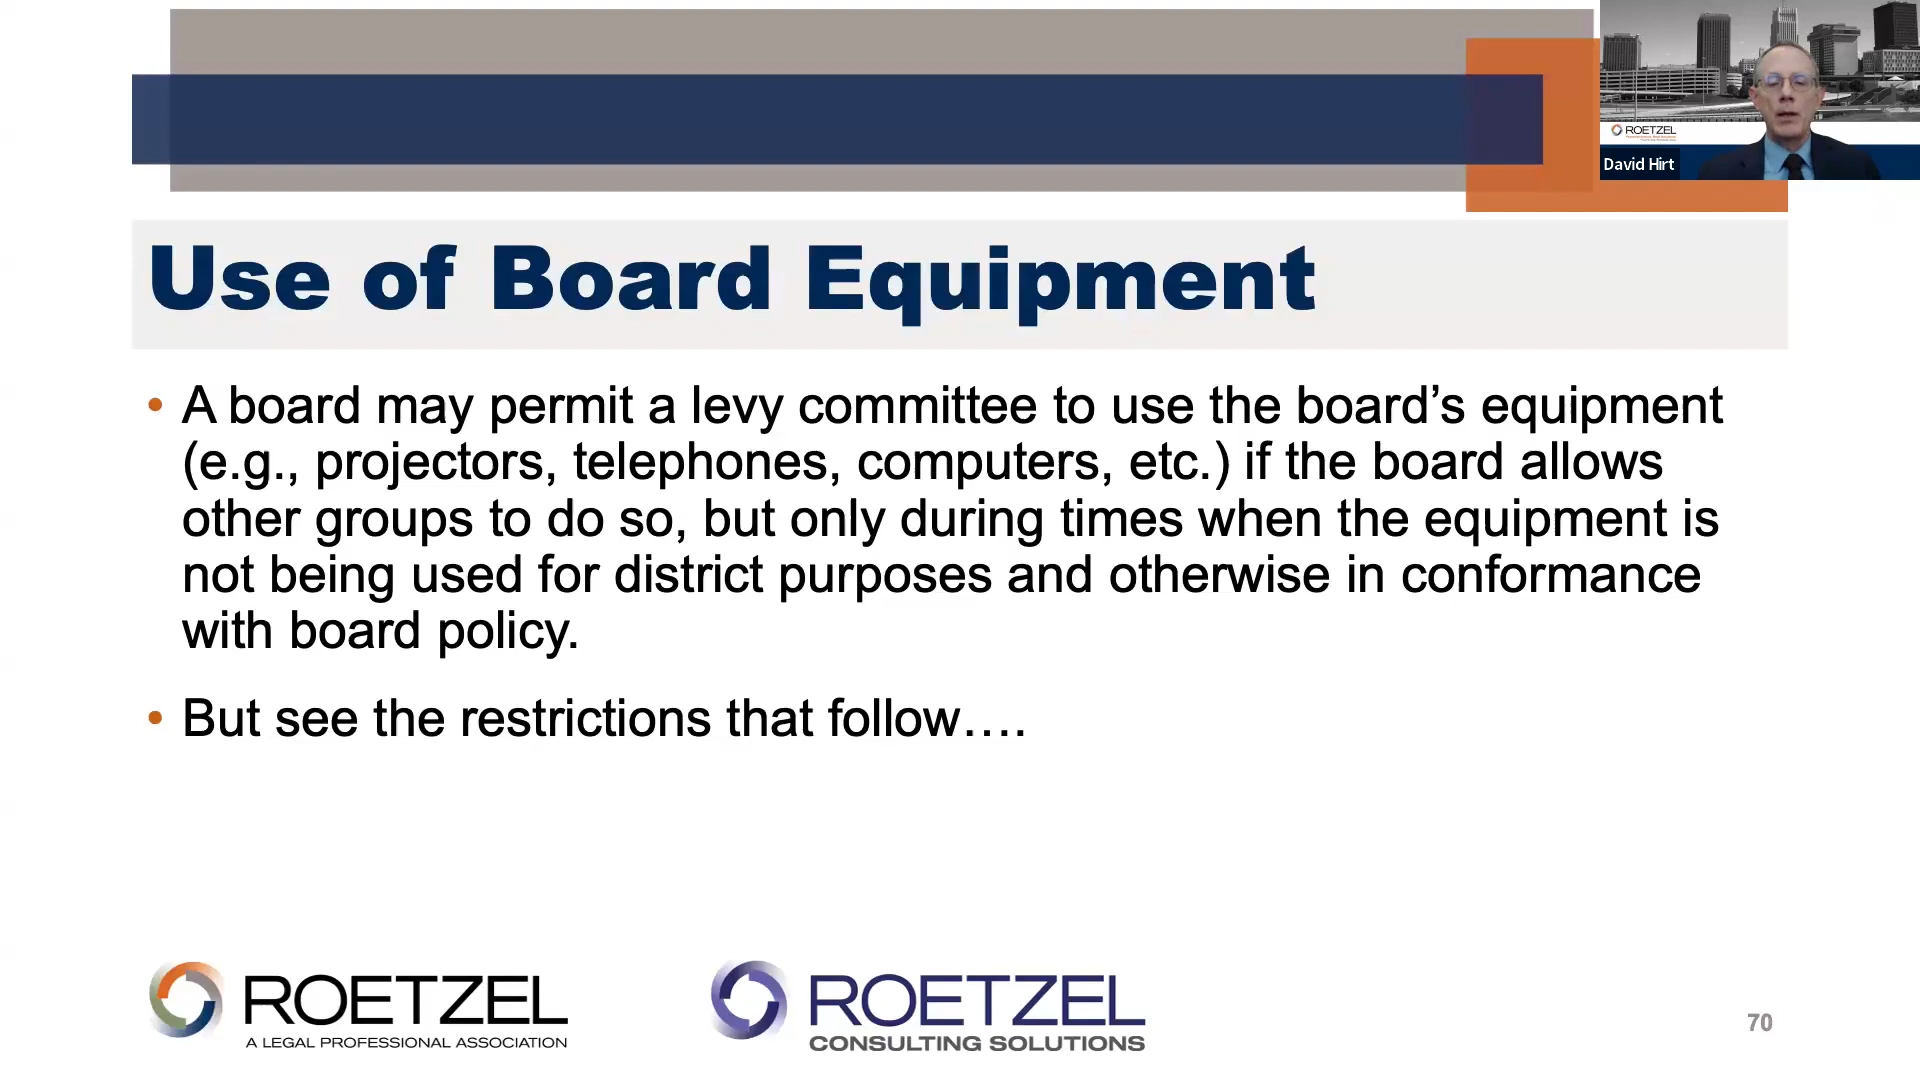 ROETZEL
David Hirt
Use of Board Equipment
• A board may permit a levy committee to use the board’s equipment
(e.g., projectors, telephones, computers, etc.) if the board allows
other groups to do so, but only during times when the equipment is
not being used for district purposes and otherwise in conformance
with board policy.
• But see the restrictions that follow….
ROETZEL
A LEGAL PROFESSIONAL ASSOCIATION
ROETZEL
CONSULTING SOLUTIONS
70